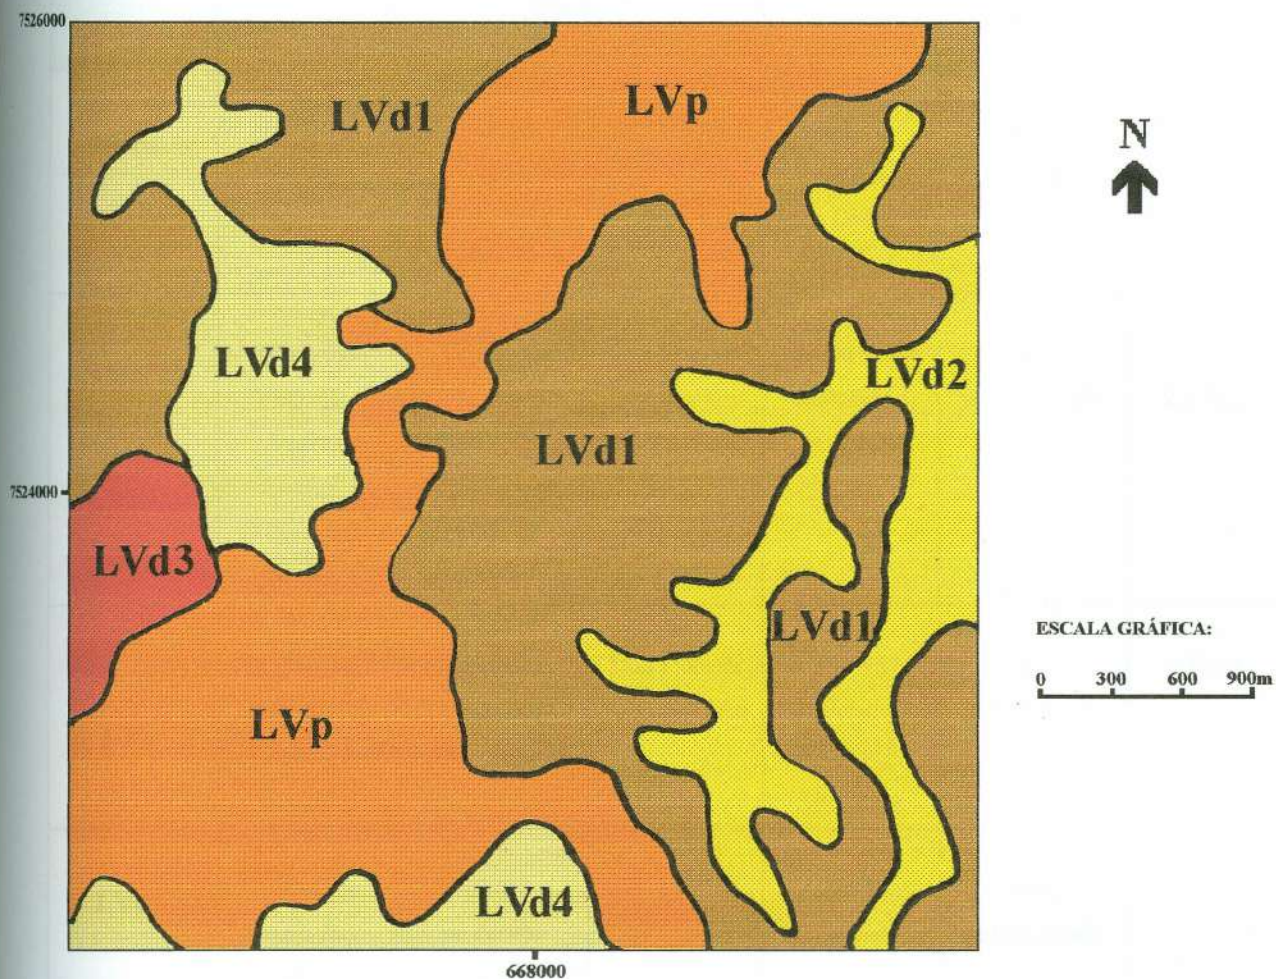 7526000
LVd1
LVp
N
LVd4
LVd2
LVd1
7524000
LVd3
LVd1
ESCALA GRÁFICA:
0 300 600 900m
LVp
LVd4
668000